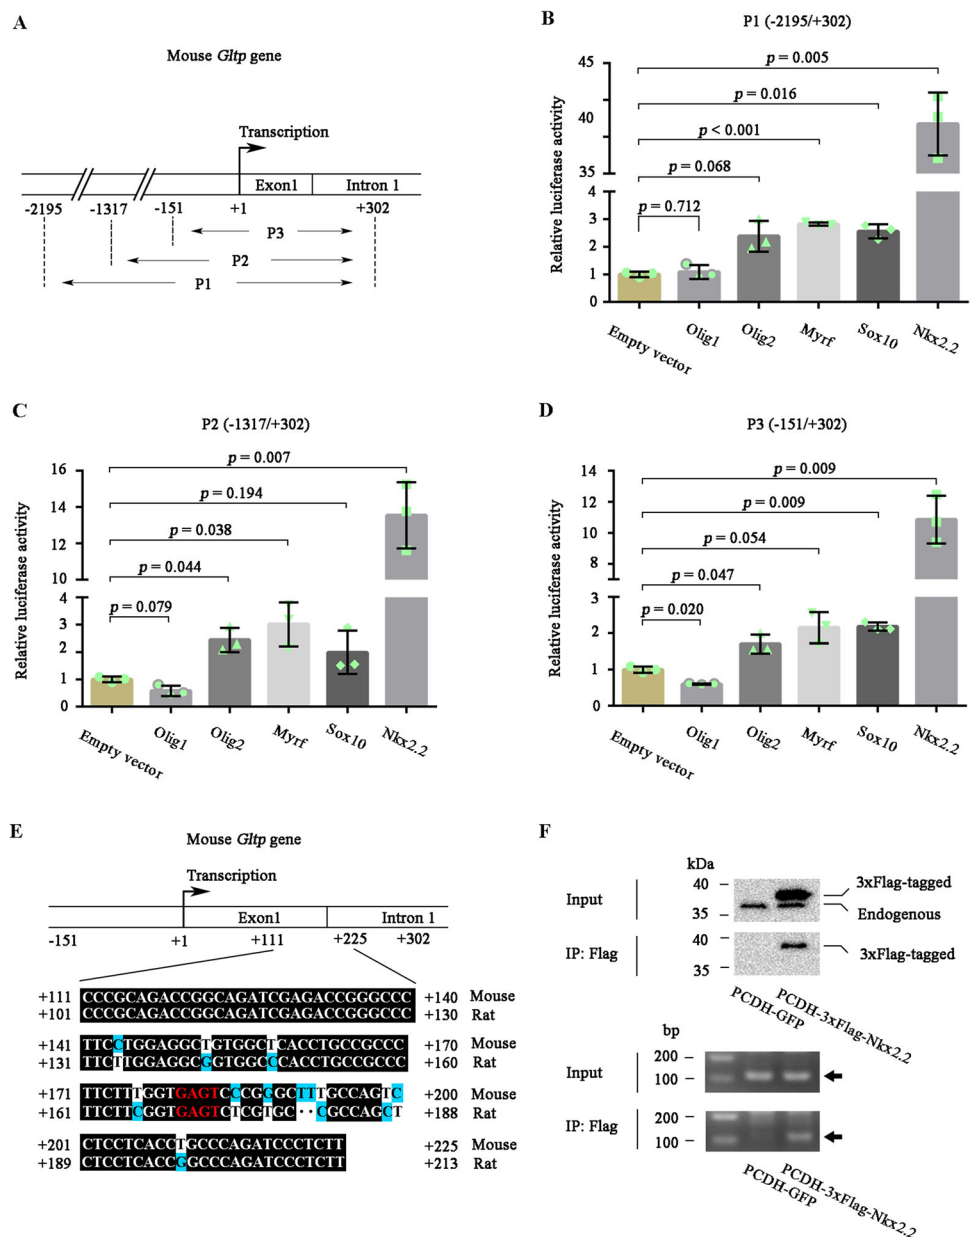 A
Mouse Gltp gene
Transcription
Exon1
Intron 1
-2195
-1317
-151
+1
+302
P3
P2
P1
B
P1 (-2195/+302)
Relative luciferase activity
45
40
35
4
3
2
1
0
p = 0.005
p = 0.016
p < 0.001
p = 0.068
p = 0.712
Empty vector
Olig1
Olig2
Myrf
Sox10
Nkx2.2
C
P2 (-1317/+302)
Relative luciferase activity
16
14
12
10
4
3
2
1
0
p = 0.007
p = 0.194
p = 0.038
p = 0.044
p = 0.079
Empty vector
Olig1
Olig2
Myrf
Sox10
Nkx2.2
D
P3 (-151/+302)
Relative luciferase activity
14
12
10
8
6
3
2
1
0
p = 0.009
p = 0.009
p = 0.054
p = 0.047
p = 0.020
Empty vector
Olig1
Olig2
Myrf
Sox10
Nkx2.2
E
Mouse Gltp gene
Transcription
Exon1
Intron 1
-151
+1
+111
+225
+302
+111 CCCGCAGACCGGCAGATCGAGACCGGGCCC +140 Mouse
+101 CCCGCAGACCGGCAGATCGAGACCGGGCCC +130 Rat
+141 TTCCTGGAGGCTGTGGCTCACCTGCCGCCC +170 Mouse
+131 TTCTTGGAGGCGGTGGCCCACCTGCCGCCC +160 Rat
+171 TTCTTTGGTGAGTCCCGGGCTTTGCCAGTC +200 Mouse
+161 TTCTTCGGTGAGTCTCGTGC··CGCCAGCT +188 Rat
+201 CTCCTCACCTGCCCAGATCCCTCTT +225 Mouse
+189 CTCCTCACCGGCCCAGATCCCTCTT +213 Rat
F
kDa
Input
40
35
3xFlag-tagged
Endogenous
IP: Flag
40
35
3xFlag-tagged
PCDH-GFP
PCDH-3xFlag-Nkx2.2
bp
Input
200
100
IP: Flag
200
100
PCDH-GFP
PCDH-3xFlag-Nkx2.2